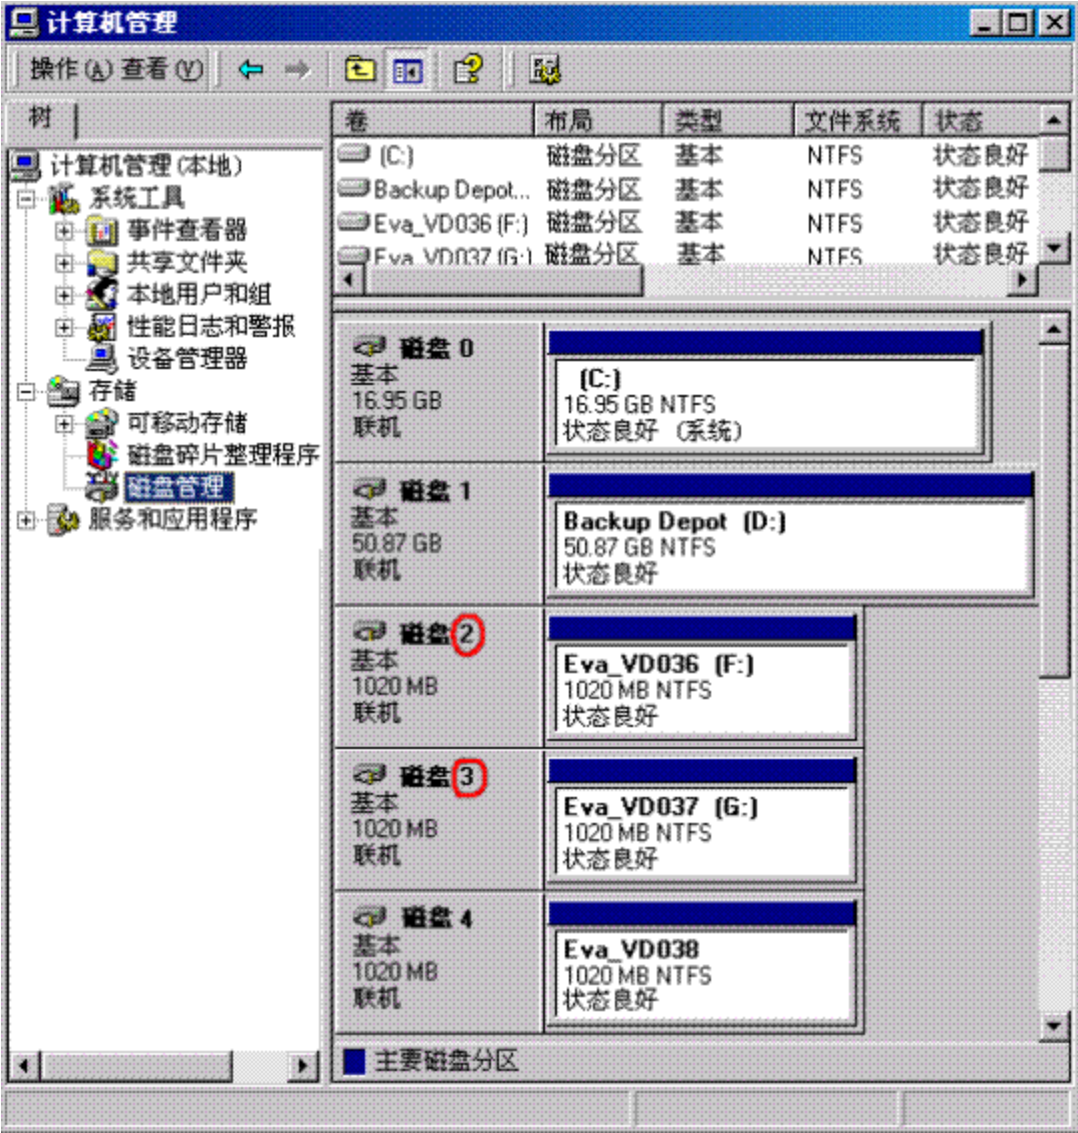 计算机管理
操作(A) 查看(V)
树
计算机管理(本地)
系统工具
事件查看器
共享文件夹
本地用户和组
性能日志和警报
设备管理器
存储
可移动存储
磁盘碎片整理程序
磁盘管理
服务和应用程序
卷 布局 类型 文件系统 状态
(C:) 磁盘分区 基本 NTFS 状态良好
Backup Depot... 磁盘分区 基本 NTFS 状态良好
Eva_VD036 (F:) 磁盘分区 基本 NTFS 状态良好
Eva_VD037 (G:) 磁盘分区 基本 NTFS 状态良好
磁盘 0
基本
16.95 GB
联机
(C:)
16.95 GB NTFS
状态良好 (系统)
磁盘 1
基本
50.87 GB
联机
Backup Depot (D:)
50.87 GB NTFS
状态良好
磁盘 2
基本
1020 MB
联机
Eva_VD036 (F:)
1020 MB NTFS
状态良好
磁盘 3
基本
1020 MB
联机
Eva_VD037 (G:)
1020 MB NTFS
状态良好
磁盘 4
基本
1020 MB
联机
Eva_VD038
1020 MB NTFS
状态良好
主要磁盘分区